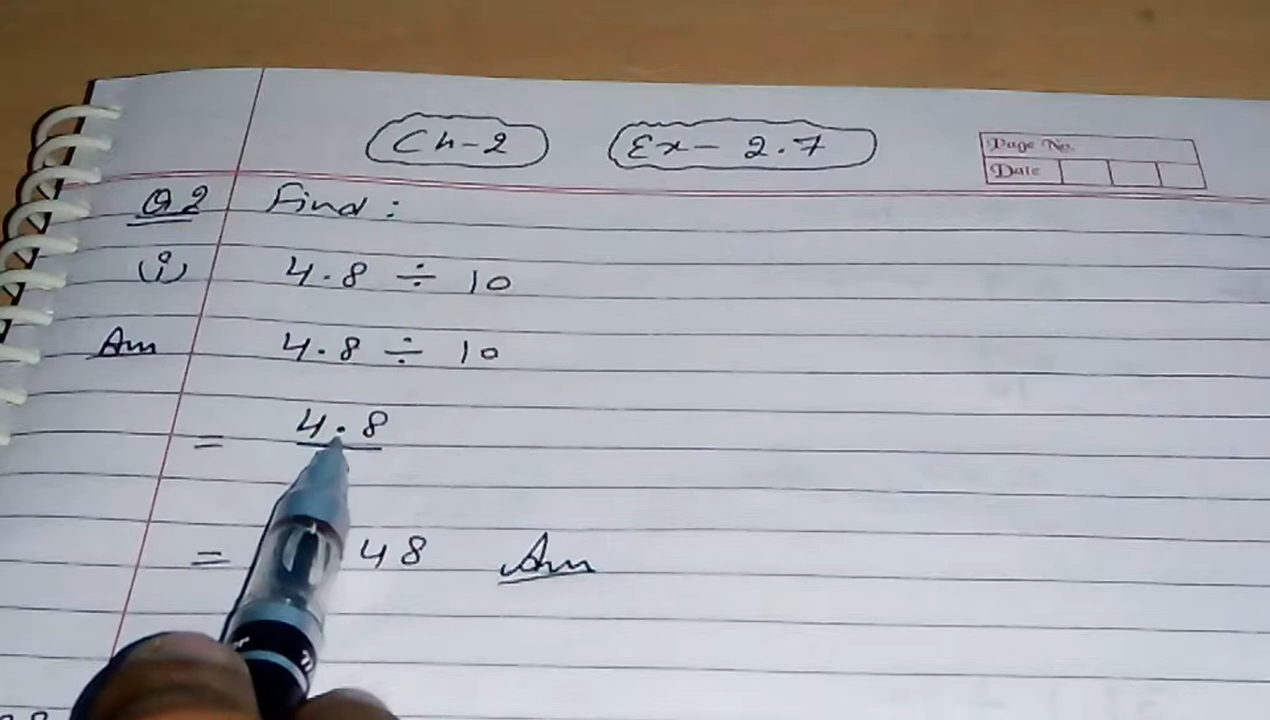 Ch-2 Ex-2.7
Page No.
Date
Q2 Find:
(i) 4.8 ÷ 10
Ans 4.8 ÷ 10
= 4.8
= 48 Ans